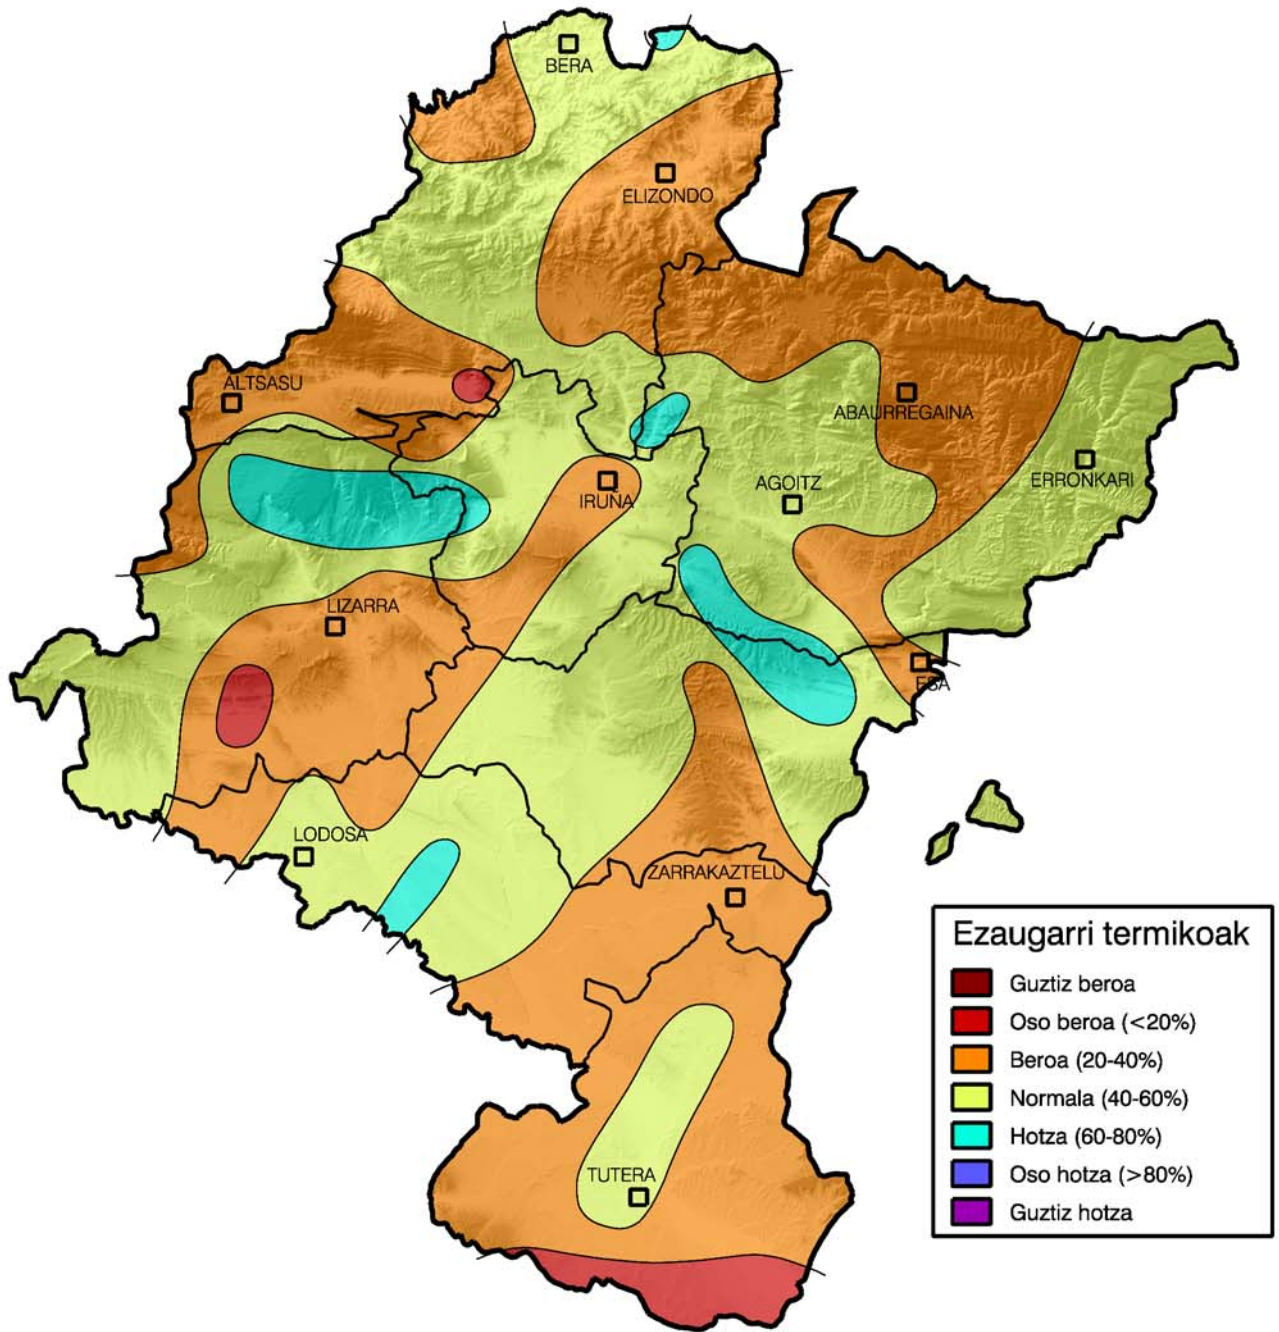 BERA
ELIZONDO
ALTSASU
ABAURREGAINA
ERRONKARI
IRUÑA
AGOITZ
LIZARRA
ESA
LODOSA
ZARRAKAZTELU
TUTERA
Ezaugarri termikoak
Guztiz beroa
Oso beroa (<20%)
Beroa (20-40%)
Normala (40-60%)
Hotza (60-80%)
Oso hotza (>80%)
Guztiz hotza